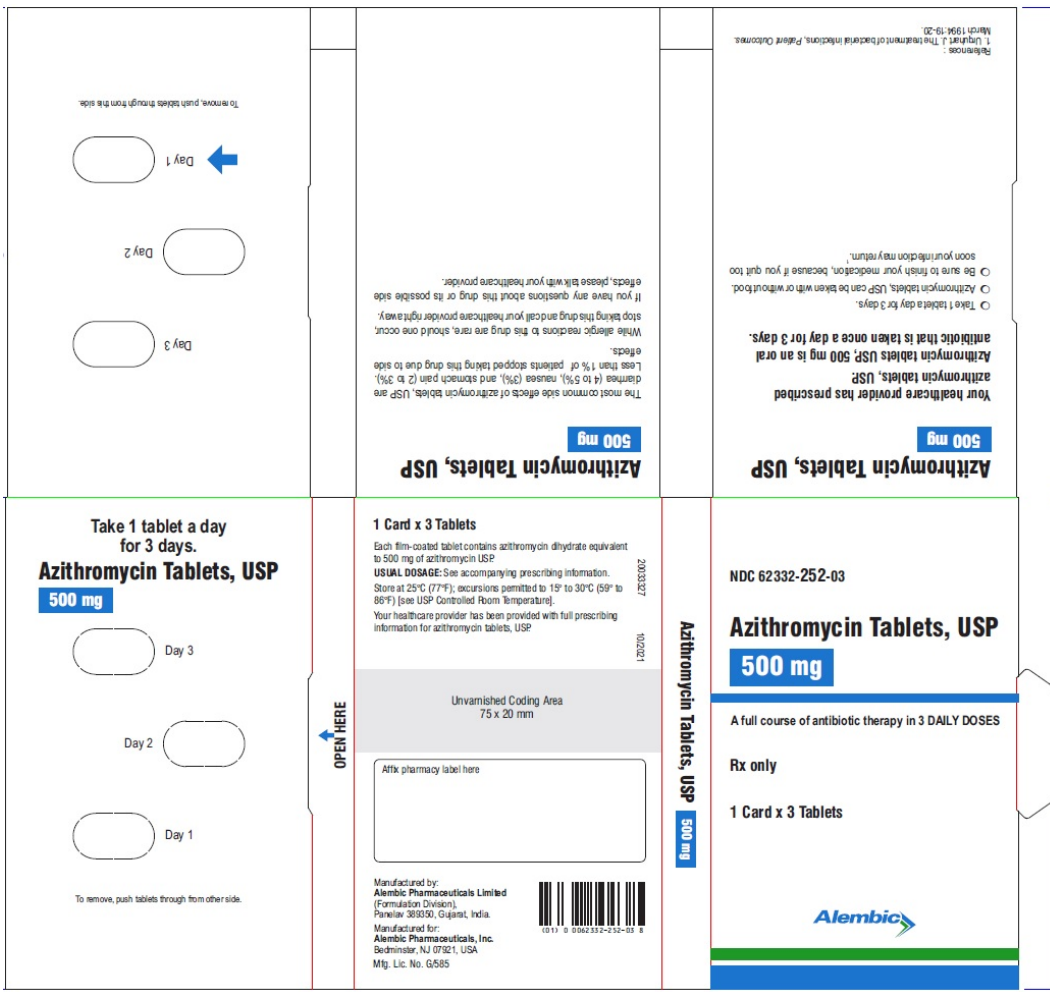 References :
1. Urquhart J. The treatment of bacterial infections, Patient Outcomes.
March 1994:19-20.
To remove, push tablets through from this side.
Day 1
Day 2
Day 3
Azithromycin Tablets, USP
500 mg
The most common side effects of azithromycin tablets, USP are
diarrhea (4 to 5%), nausea (3%), and stomach pain (2 to 3%).
Less than 1% of patients stopped taking this drug due to side
effects.
While allergic reactions to this drug are rare, should one occur,
stop taking this drug and call your healthcare provider right away.
If you have any questions about this drug or its possible side
effects, please talk with your healthcare provider.
Azithromycin Tablets, USP
500 mg
Your healthcare provider has prescribed
azithromycin tablets, USP
Azithromycin tablets USP, 500 mg is an oral
antibiotic that is taken once a day for 3 days.
Take 1 tablet a day for 3 days.
Azithromycin tablets, USP can be taken with or without food.
Be sure to finish your medication, because if you quit too
soon your infection may return.1
Take 1 tablet a day
for 3 days.
Azithromycin Tablets, USP
500 mg
Day 3
Day 2
Day 1
To remove, push tablets through from other side.
OPEN HERE
1 Card x 3 Tablets
Each film-coated tablet contains azithromycin dihydrate equivalent
to 500 mg of azithromycin USP.
USUAL DOSAGE: See accompanying prescribing information.
Store at 25°C (77°F); excursions permitted to 15° to 30°C (59° to
86°F) [see USP Controlled Room Temperature].
Your healthcare provider has been provided with full prescribing
information for azithromycin tablets, USP.
20033327
10/2021
Unvarnished Coding Area
75 x 20 mm
Affix pharmacy label here
Manufactured by:
Alembic Pharmaceuticals Limited
(Formulation Division),
Panelav 389350, Gujarat, India.
Manufactured for:
Alembic Pharmaceuticals, Inc.
Bedminster, NJ 07921, USA
Mfg. Lic. No. G/585
(01) 0 0062332-252-03 8
Azithromycin Tablets, USP
500 mg
NDC 62332-252-03
Azithromycin Tablets, USP
500 mg
A full course of antibiotic therapy in 3 DAILY DOSES
Rx only
1 Card x 3 Tablets
Alembic